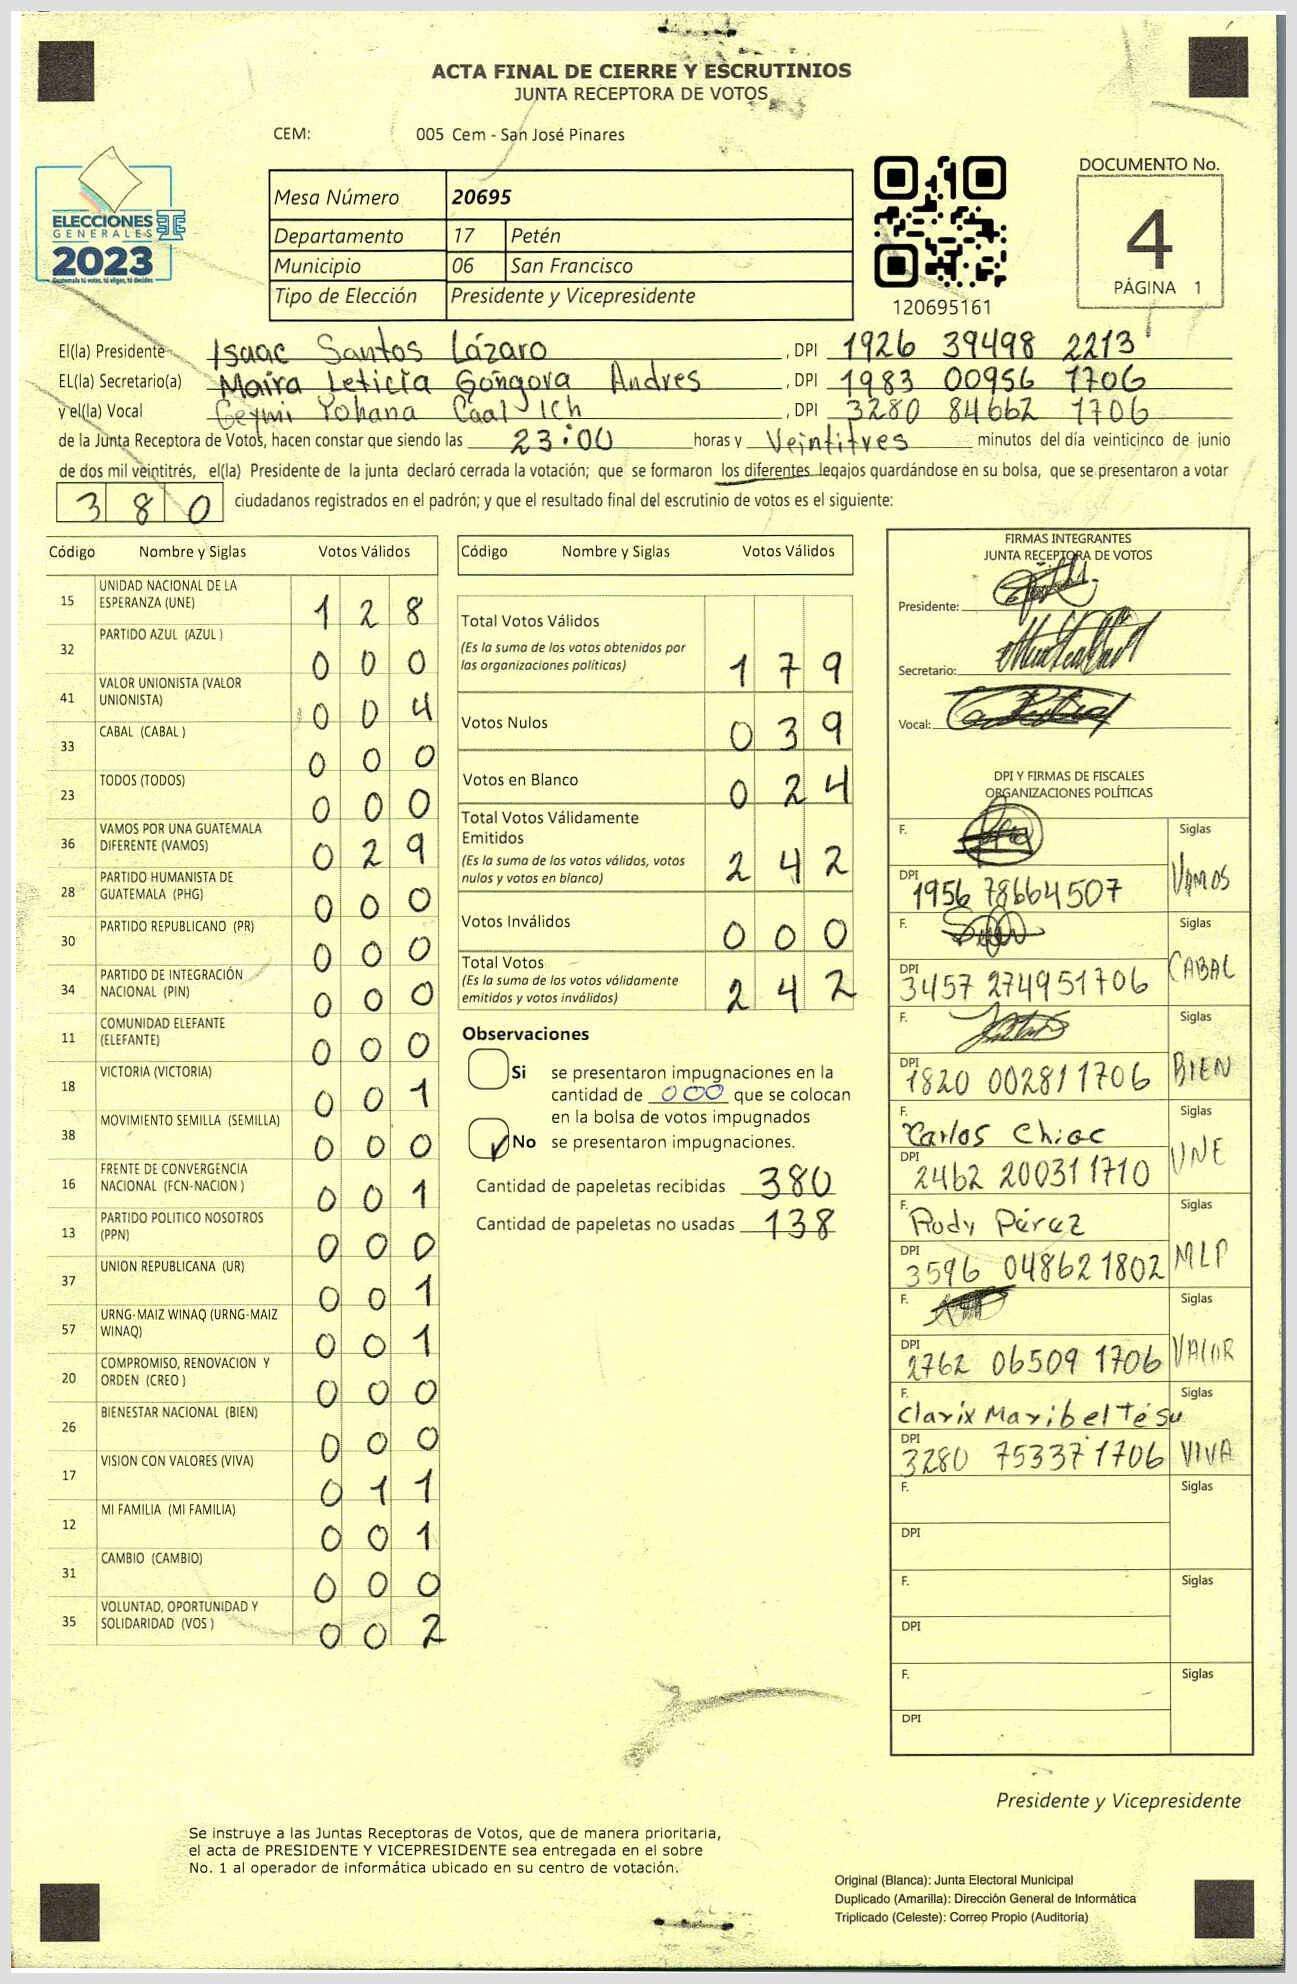 ACTA FINAL DE CIERRE Y ESCRUTINIOS
JUNTA RECEPTORA DE VOTOS
CEM: 005 Cem - San José Pinares
ELECCIONES
GENERALES
2023
Guatemala tú votas, tú eliges, tú decides
Mesa Número 20695
Departamento 17 Petén
Municipio 06 San Francisco
Tipo de Elección Presidente y Vicepresidente
120695161
DOCUMENTO No.
4
PÁGINA 1
El(la) Presidente Isaac Santos Lázaro , DPI 1926 39498 2213
EL(la) Secretario(a) Maira Leticia Góngora Andres , DPI 1983 00956 1706
y el(la) Vocal Geymi Yohana Caal Ich , DPI 3280 84662 1706
de la Junta Receptora de Votos, hacen constar que siendo las 23:00 horas y Veintitres minutos del día veinticinco de junio
de dos mil veintitrés, el(la) Presidente de la junta declaró cerrada la votación; que se formaron los diferentes legajos quardándose en su bolsa, que se presentaron a votar
380 ciudadanos registrados en el padrón; y que el resultado final del escrutinio de votos es el siguiente:
Código Nombre y Siglas Votos Válidos
15 UNIDAD NACIONAL DE LA ESPERANZA (UNE) 1 2 8
32 PARTIDO AZUL (AZUL ) 0 0 0
41 VALOR UNIONISTA (VALOR UNIONISTA) 0 0 4
33 CABAL (CABAL ) 0 0 0
23 TODOS (TODOS) 0 0 0
36 VAMOS POR UNA GUATEMALA DIFERENTE (VAMOS) 0 2 9
28 PARTIDO HUMANISTA DE GUATEMALA (PHG) 0 0 0
30 PARTIDO REPUBLICANO (PR) 0 0 0
34 PARTIDO DE INTEGRACIÓN NACIONAL (PIN) 0 0 0
11 COMUNIDAD ELEFANTE (ELEFANTE) 0 0 0
18 VICTORIA (VICTORIA) 0 0 1
38 MOVIMIENTO SEMILLA (SEMILLA) 0 0 0
16 FRENTE DE CONVERGENCIA NACIONAL (FCN-NACION ) 0 0 1
13 PARTIDO POLITICO NOSOTROS (PPN) 0 0 0
37 UNION REPUBLICANA (UR) 0 0 1
57 URNG-MAIZ WINAQ (URNG-MAIZ WINAQ) 0 0 1
20 COMPROMISO, RENOVACION Y ORDEN (CREO ) 0 0 0
26 BIENESTAR NACIONAL (BIEN) 0 0 0
17 VISION CON VALORES (VIVA) 0 1 1
12 MI FAMILIA (MI FAMILIA) 0 0 1
31 CAMBIO (CAMBIO) 0 0 0
35 VOLUNTAD, OPORTUNIDAD Y SOLIDARIDAD (VOS ) 0 0 2
Código Nombre y Siglas Votos Válidos
Total Votos Válidos
(Es la suma de los votos obtenidos por
las organizaciones políticas) 1 7 9
Votos Nulos 0 3 9
Votos en Blanco 0 2 4
Total Votos Válidamente
Emitidos
(Es la suma de los votos válidos, votos
nulos y votos en blanco) 2 4 2
Votos Inválidos 0 0 0
Total Votos
(Es la suma de los votos válidamente
emitidos y votos inválidos) 2 4 2
Observaciones
Si se presentaron impugnaciones en la
cantidad de 000 que se colocan
en la bolsa de votos impugnados
No se presentaron impugnaciones.
Cantidad de papeletas recibidas 380
Cantidad de papeletas no usadas 138
FIRMAS INTEGRANTES
JUNTA RECEPTORA DE VOTOS
Presidente:
Secretario:
Vocal:
DPI Y FIRMAS DE FISCALES
ORGANIZACIONES POLÍTICAS
F. Siglas
DPI 1956 78664507 VAMOS
F. Siglas
DPI 3457 274951706 CABAL
F. Siglas
DPI 1820 002811706 BIEN
F. Carlos Chioc Siglas
DPI 2462 200311710 UNE
F. Rudy Pérez Siglas
DPI 3596 048621802 MLP
F. Siglas
DPI 2762 06509 1706 VALOR
F. Clarix Maribel Tésu Siglas
DPI 3280 75337 1706 VIVA
F. Siglas
DPI
F. Siglas
DPI
F. Siglas
DPI
Presidente y Vicepresidente
Se instruye a las Juntas Receptoras de Votos, que de manera prioritaria,
el acta de PRESIDENTE Y VICEPRESIDENTE sea entregada en el sobre
No. 1 al operador de informática ubicado en su centro de votación.
Original (Blanca): Junta Electoral Municipal
Duplicado (Amarilla): Dirección General de Informática
Triplicado (Celeste): Correo Propio (Auditoría)